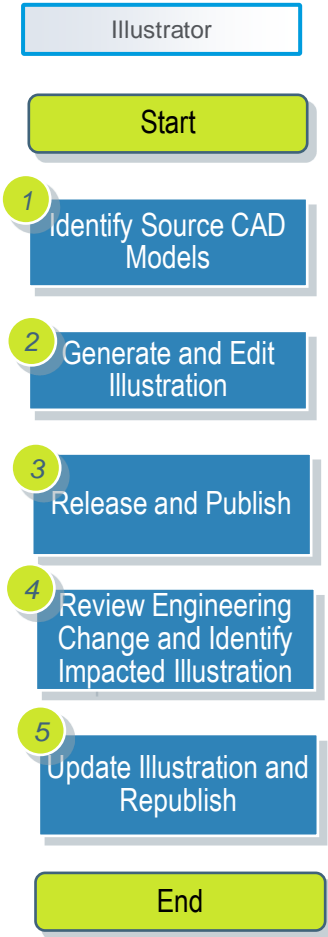 Illustrator
Start
1
Identify Source CAD
Models
2
Generate and Edit
Illustration
3
Release and Publish
4
Review Engineering
Change and Identify
Impacted Illustration
5
Update Illustration and
Republish
End